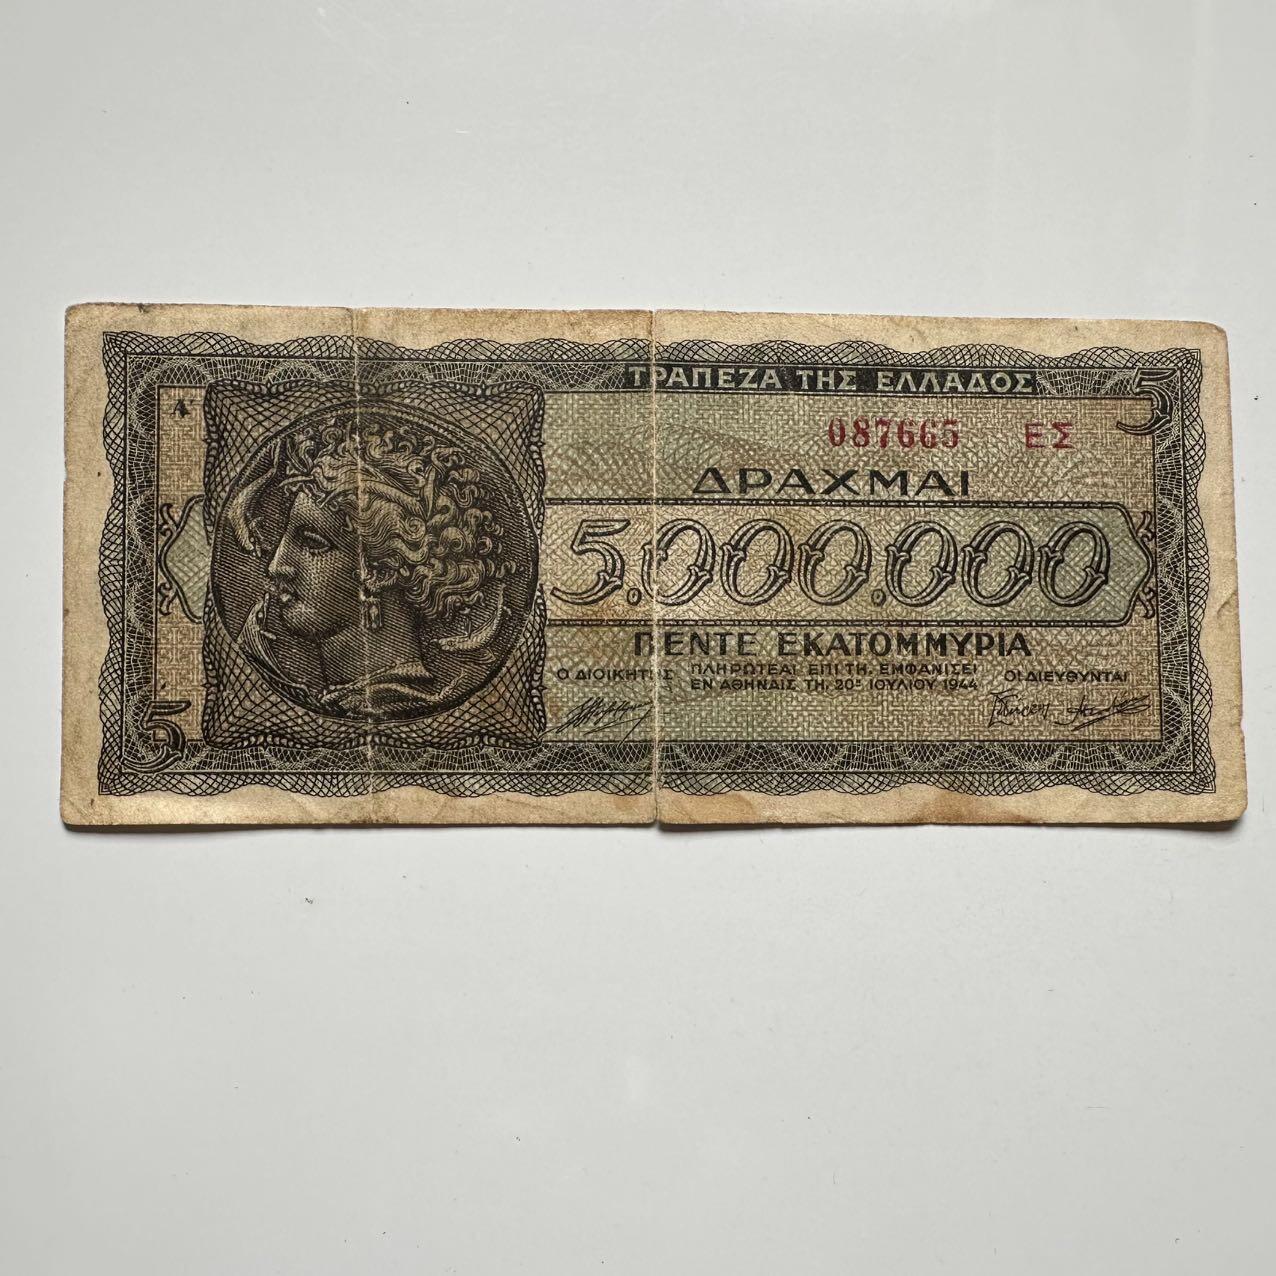 ΤΡΑΠΕΖΑ ΤΗΣ ΕΛΛΑΔΟΣ
5
Α
087665 ΕΣ
ΔΡΑΧΜΑΙ
5.000.000
ΠΕΝΤΕ ΕΚΑΤΟΜΜΥΡΙΑ
Ο ΔΙΟΙΚΗΤΗΣ ΠΛΗΡΩΤΕΑΙ ΕΠΙ ΤΗ, ΕΜΦΑΝΙΣΕΙ ΟΙ ΔΙΕΥΘΥΝΤΑΙ
ΕΝ ΑΘΗΝΑΙΣ ΤΗ, 20ῌ ΙΟΥΛΙΟΥ 1944
5